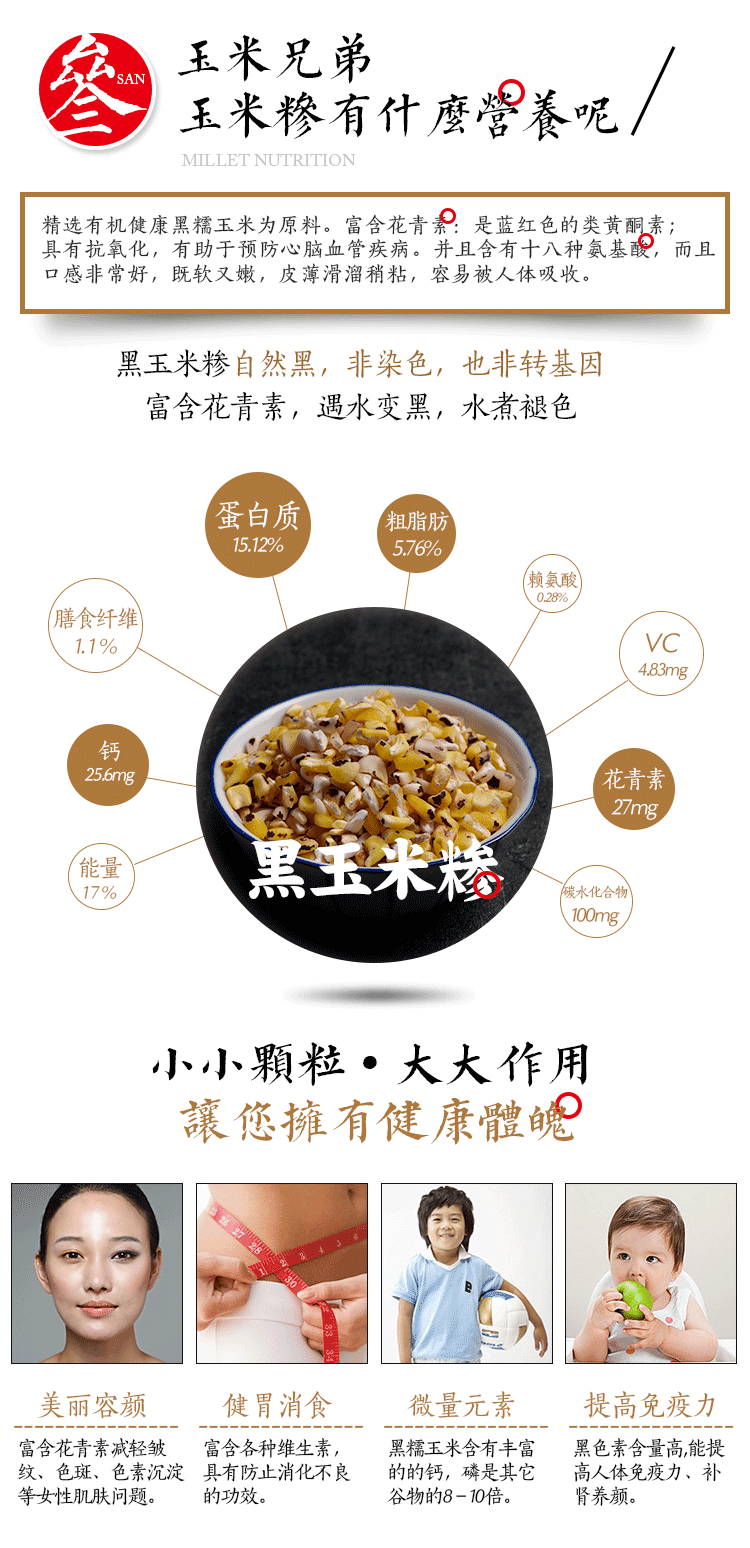 叁
SAN
玉米兄弟
玉米糝有什麼營養呢
MILLET NUTRITION
精选有机健康黑糯玉米为原料。富含花青素：是蓝红色的类黄酮素；
具有抗氧化，有助于预防心脑血管疾病。并且含有十八种氨基酸，而且
口感非常好，既软又嫩，皮薄滑溜稍粘，容易被人体吸收。
黑玉米糁自然黑，非染色，也非转基因
富含花青素，遇水变黑，水煮褪色
蛋白质
15.12%
粗脂肪
5.76%
赖氨酸
0.28%
膳食纤维
1.1%
VC
4.83mg
钙
25.6mg
花青素
27mg
能量
17%
碳水化合物
100mg
黑玉米糝
小小顆粒·大大作用
讓您擁有健康體魄
美丽容颜
富含花青素减轻皱
纹、色斑、色素沉淀
等女性肌肤问题。
健胃消食
富含各种维生素，
具有防止消化不良
的功效。
微量元素
黑糯玉米含有丰富
的的钙，磷是其它
谷物的8-10倍。
提高免疫力
黑色素含量高,能提
高人体免疫力、补
肾养颜。